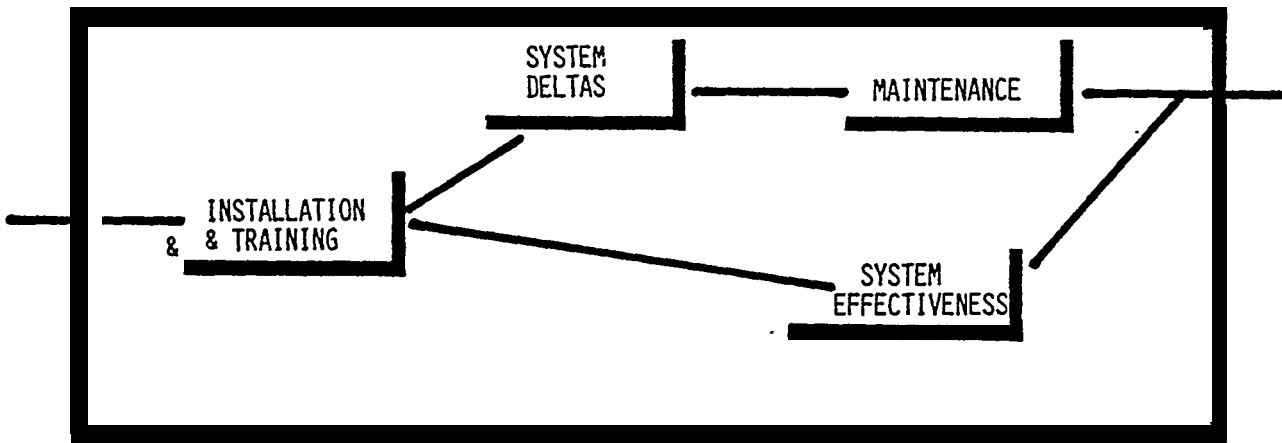 SYSTEM
DELTAS
MAINTENANCE
INSTALLATION
& & TRAINING
SYSTEM
EFFECTIVENESS